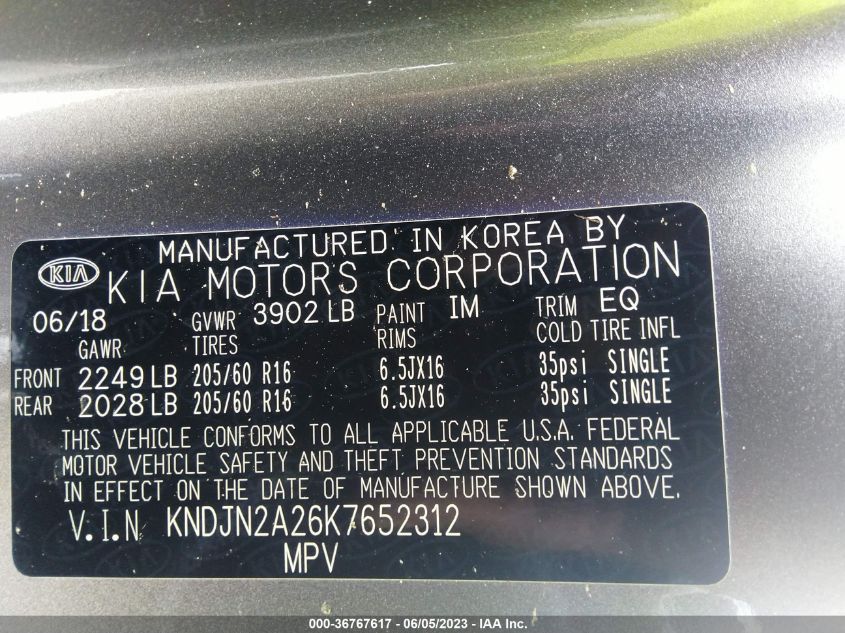 MANUFACTURED IN KOREA BY
KIA KIA MOTORS CORPORATION
06/18 GVWR 3902 LB PAINT IM TRIM EQ
GAWR TIRES RIMS COLD TIRE INFL
FRONT 2249 LB 205/60 R16 6.5JX16 35psi SINGLE
REAR 2028 LB 205/60 R16 6.5JX16 35psi SINGLE
THIS VEHICLE CONFORMS TO ALL APPLICABLE U.S.A. FEDERAL
MOTOR VEHICLE SAFETY AND THEFT PREVENTION STANDARDS
IN EFFECT ON THE DATE OF MANUFACTURE SHOWN ABOVE.
V.I.N KNDJN2A26K7652312
MPV
000-36767617 - 06/05/2023 - © IAA Inc.